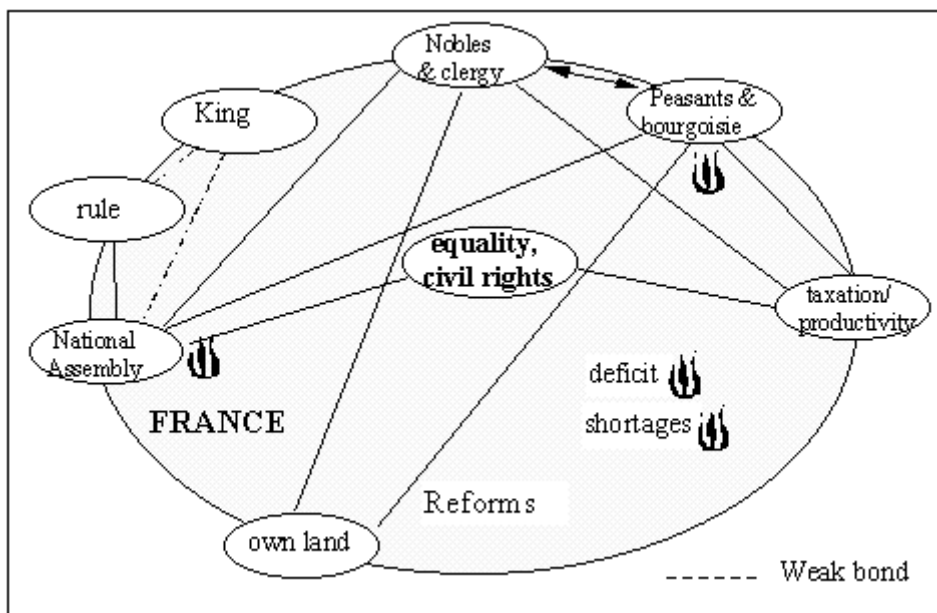 Nobles
& clergy
Peasants &
bourgoisie
King
rule
equality,
civil rights
taxation/
productivity
National
Assembly
deficit
FRANCE
shortages
Reforms
own land
Weak bond